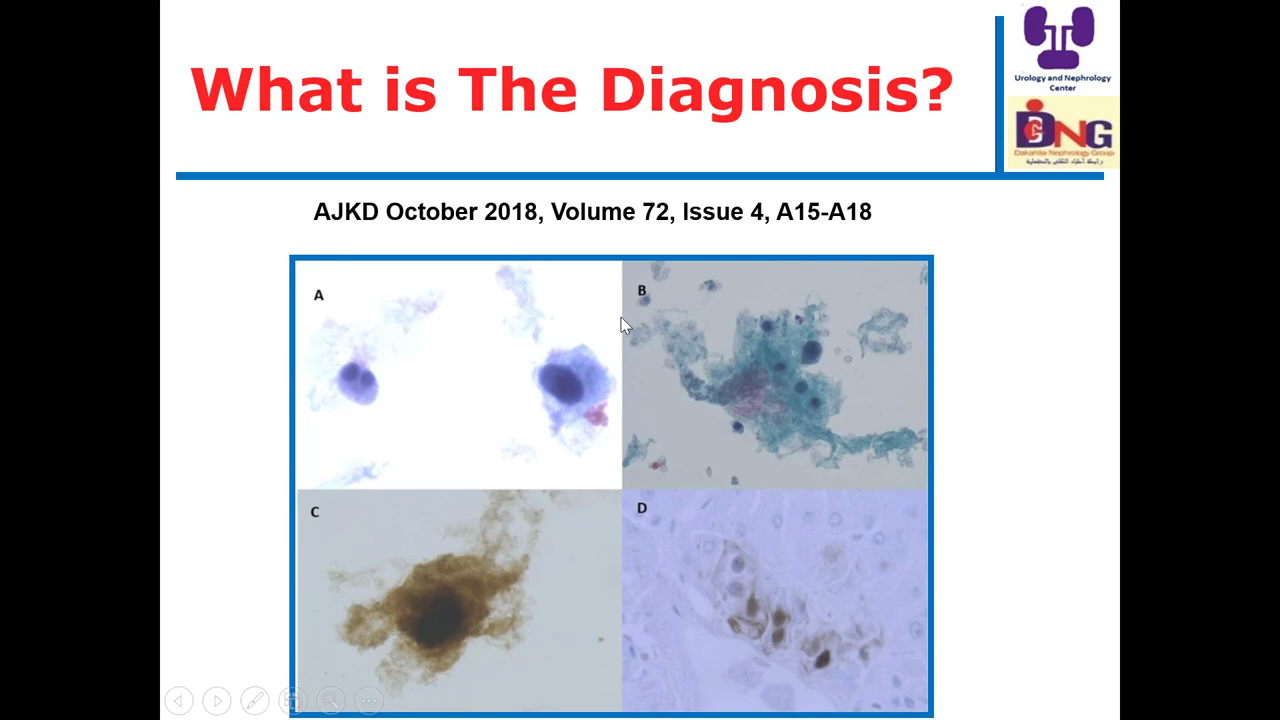 What is The Diagnosis?
Urology and Nephrology
Center
DNG
Dakahlia Nephrology Group
AJKD October 2018, Volume 72, Issue 4, A15-A18
A
B
C
D